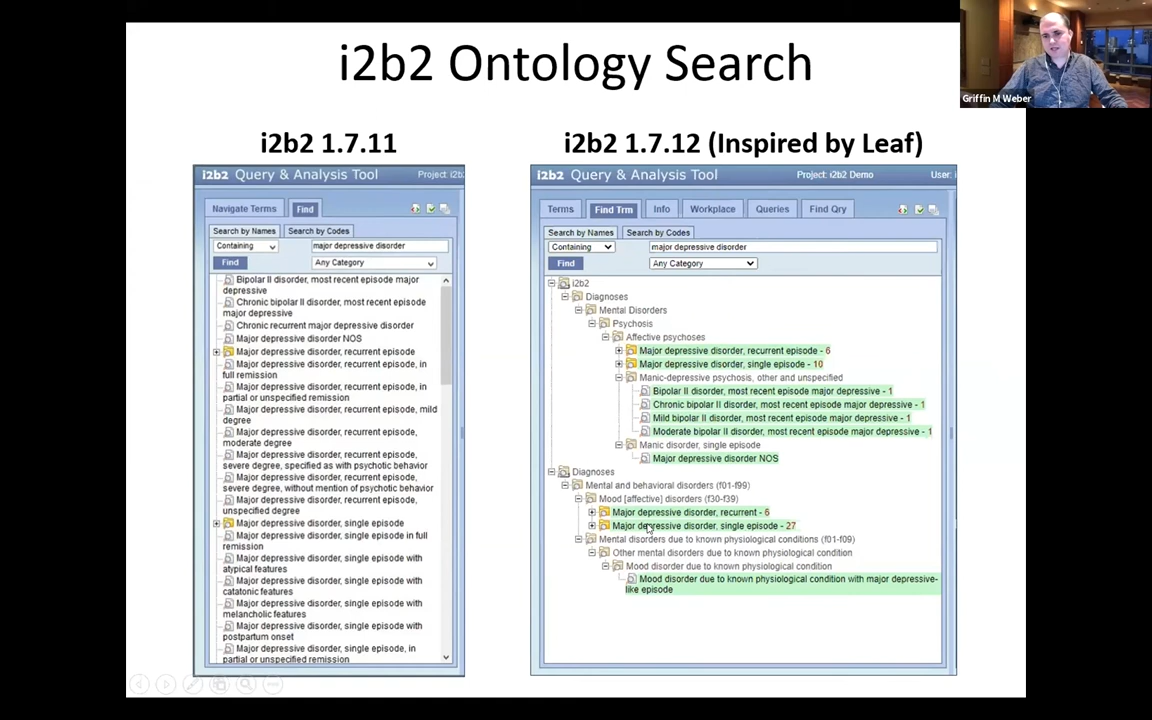 i2b2 Ontology Search
Griffin M Weber
i2b2 1.7.11
i2b2 Query & Analysis Tool
Project: i2b2
Navigate Terms
Find
Search by Names
Search by Codes
Containing
major depressive disorder
Find
Any Category
Bipolar II disorder, most recent episode major
depressive
Chronic bipolar II disorder, most recent episode
major depressive
Chronic recurrent major depressive disorder
Major depressive disorder NOS
Major depressive disorder, recurrent episode
Major depressive disorder, recurrent episode, in
full remission
Major depressive disorder, recurrent episode, in
partial or unspecified remission
Major depressive disorder, recurrent episode, mild
degree
Major depressive disorder, recurrent episode,
moderate degree
Major depressive disorder, recurrent episode,
severe degree, specified as with psychotic behavior
Major depressive disorder, recurrent episode,
severe degree, without mention of psychotic behavior
Major depressive disorder, recurrent episode,
unspecified degree
Major depressive disorder, single episode
Major depressive disorder, single episode in full
remission
Major depressive disorder, single episode with
atypical features
Major depressive disorder, single episode with
catatonic features
Major depressive disorder, single episode with
melancholic features
Major depressive disorder, single episode with
postpartum onset
Major depressive disorder, single episode, in
partial or unspecified remission
i2b2 1.7.12 (Inspired by Leaf)
i2b2 Query & Analysis Tool
Project: i2b2 Demo
User:
Terms
Find Trm
Info
Workplace
Queries
Find Qry
Search by Names
Search by Codes
Containing
major depressive disorder
Find
Any Category
i2b2
Diagnoses
Mental Disorders
Psychosis
Affective psychoses
Major depressive disorder, recurrent episode - 6
Major depressive disorder, single episode - 10
Manic-depressive psychosis, other and unspecified
Bipolar II disorder, most recent episode major depressive - 1
Chronic bipolar II disorder, most recent episode major depressive - 1
Mild bipolar II disorder, most recent episode major depressive - 1
Moderate bipolar II disorder, most recent episode major depressive - 1
Manic disorder, single episode
Major depressive disorder NOS
Diagnoses
Mental and behavioral disorders (f01-f99)
Mood [affective] disorders (f30-f39)
Major depressive disorder, recurrent - 6
Major depressive disorder, single episode - 27
Mental disorders due to known physiological conditions (f01-f09)
Other mental disorders due to known physiological condition
Mood disorder due to known physiological condition
Mood disorder due to known physiological condition with major depressive-
like episode